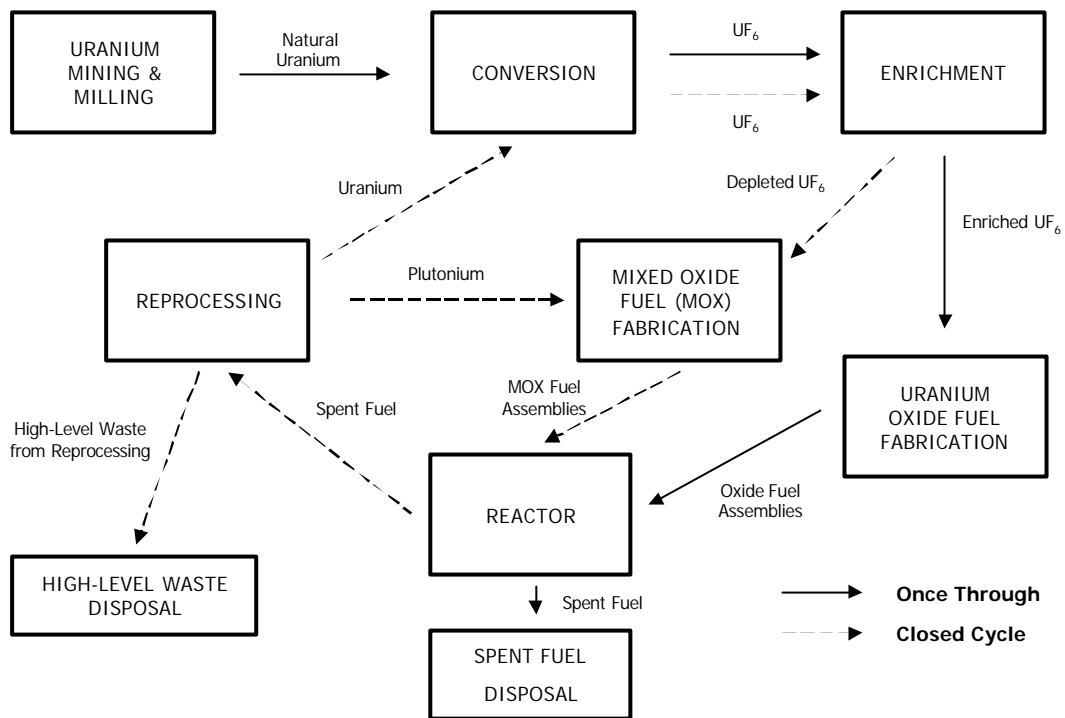 URANIUM
MINING &
MILLING
Natural
Uranium
CONVERSION
UF₆
UF₆
ENRICHMENT
Uranium
Depleted UF₆
Enriched UF₆
REPROCESSING
Plutonium
MIXED OXIDE
FUEL (MOX)
FABRICATION
URANIUM
OXIDE FUEL
FABRICATION
High-Level Waste
from Reprocessing
Spent Fuel
MOX Fuel
Assemblies
REACTOR
Oxide Fuel
Assemblies
HIGH-LEVEL WASTE
DISPOSAL
Spent Fuel
SPENT FUEL
DISPOSAL
Once Through
Closed Cycle